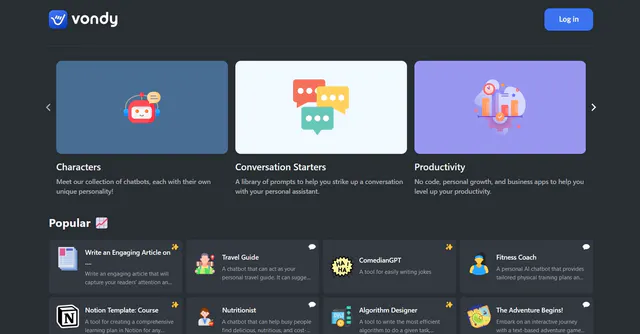 vondy
Log in
Characters
Meet our collection of chatbots, each with their own
unique personality!
Conversation Starters
A library of prompts to help you strike up a conversation
with your personal assistant.
Productivity
No code, personal growth, and business apps to help you
level up your productivity.
Popular
Write an Engaging Article on
...
Write an engaging article that will
capture your readers' attention an...
Travel Guide
A chatbot that can act as your
personal travel guide. It can sugge...
HA!
HA!
ComedianGPT
A tool for easily writing jokes
Fitness Coach
A personal AI chatbot that provides
tailored physical training plans an...
N
Notion Template: Course
A tool for creating a comprehensive
learning plan in Notion for any...
Nutritionist
A chatbot that can help busy people
find delicious, nutritious, and cost ...
Algorithm Designer
A tool to write the most efficient
algorithm to do a given task,...
The Adventure Begins!
Embark on an interactive journey
with a text based adventure game...